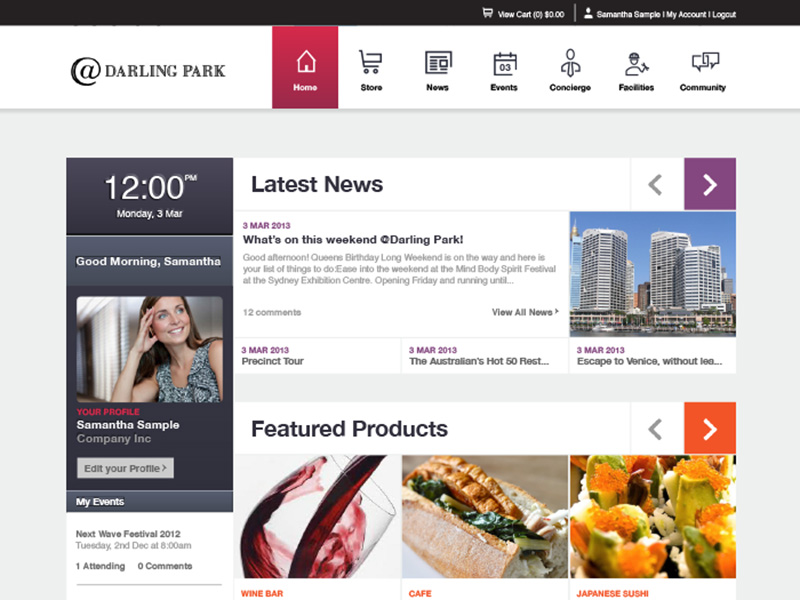 View Cart (0) $0.00
Samantha Sample | My Account | Logout
@ DARLING PARK
Home
Store
03
News
Events
Concierge
Facilities
Community
12:00 PM
Monday, 3 Mar
Good Morning, Samantha
YOUR PROFILE
Samantha Sample
Company Inc
Edit your Profile >
My Events
Next Wave Festival 2012
Tuesday, 2nd Dec at 8:00am
1 Attending 0 Comments
Latest News
3 MAR 2013
What's on this weekend @Darling Park!
Good afternoon! Queens Birthday Long Weekend is on the way and here is
your list of things to do:Ease into the weekend at the Mind Body Spirit Festival
at the Sydney Exhibition Centre. Opening Friday and running until...
12 comments
View All News >
3 MAR 2013
Precinct Tour
3 MAR 2013
The Australian's Hot 50 Rest...
3 MAR 2013
Escape to Venice, without lea...
Featured Products
WINE BAR
CAFE
JAPANESE SUSHI